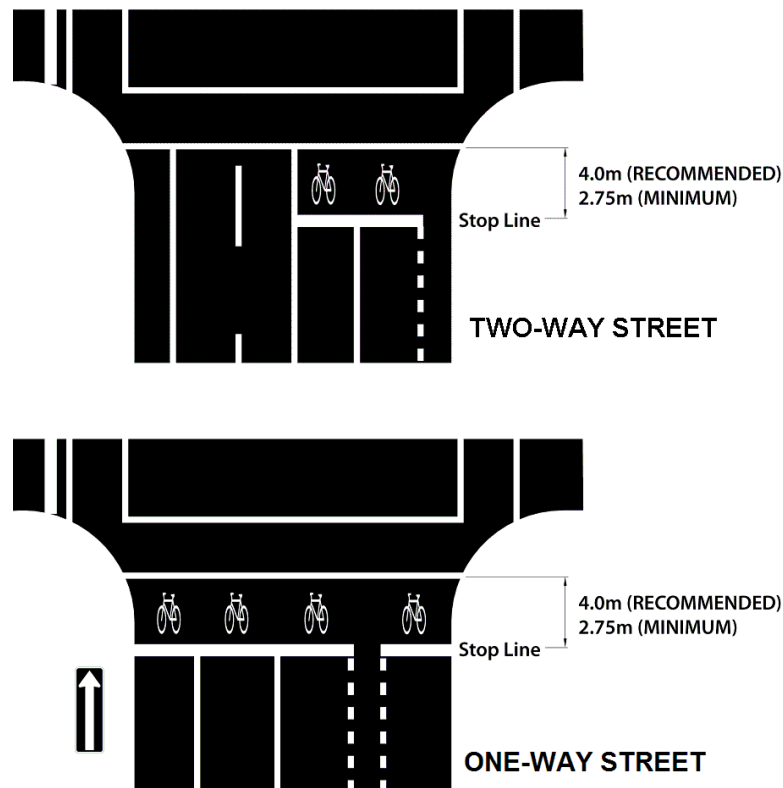 4.0m (RECOMMENDED)
2.75m (MINIMUM)
Stop Line
TWO-WAY STREET
4.0m (RECOMMENDED)
2.75m (MINIMUM)
Stop Line
ONE-WAY STREET